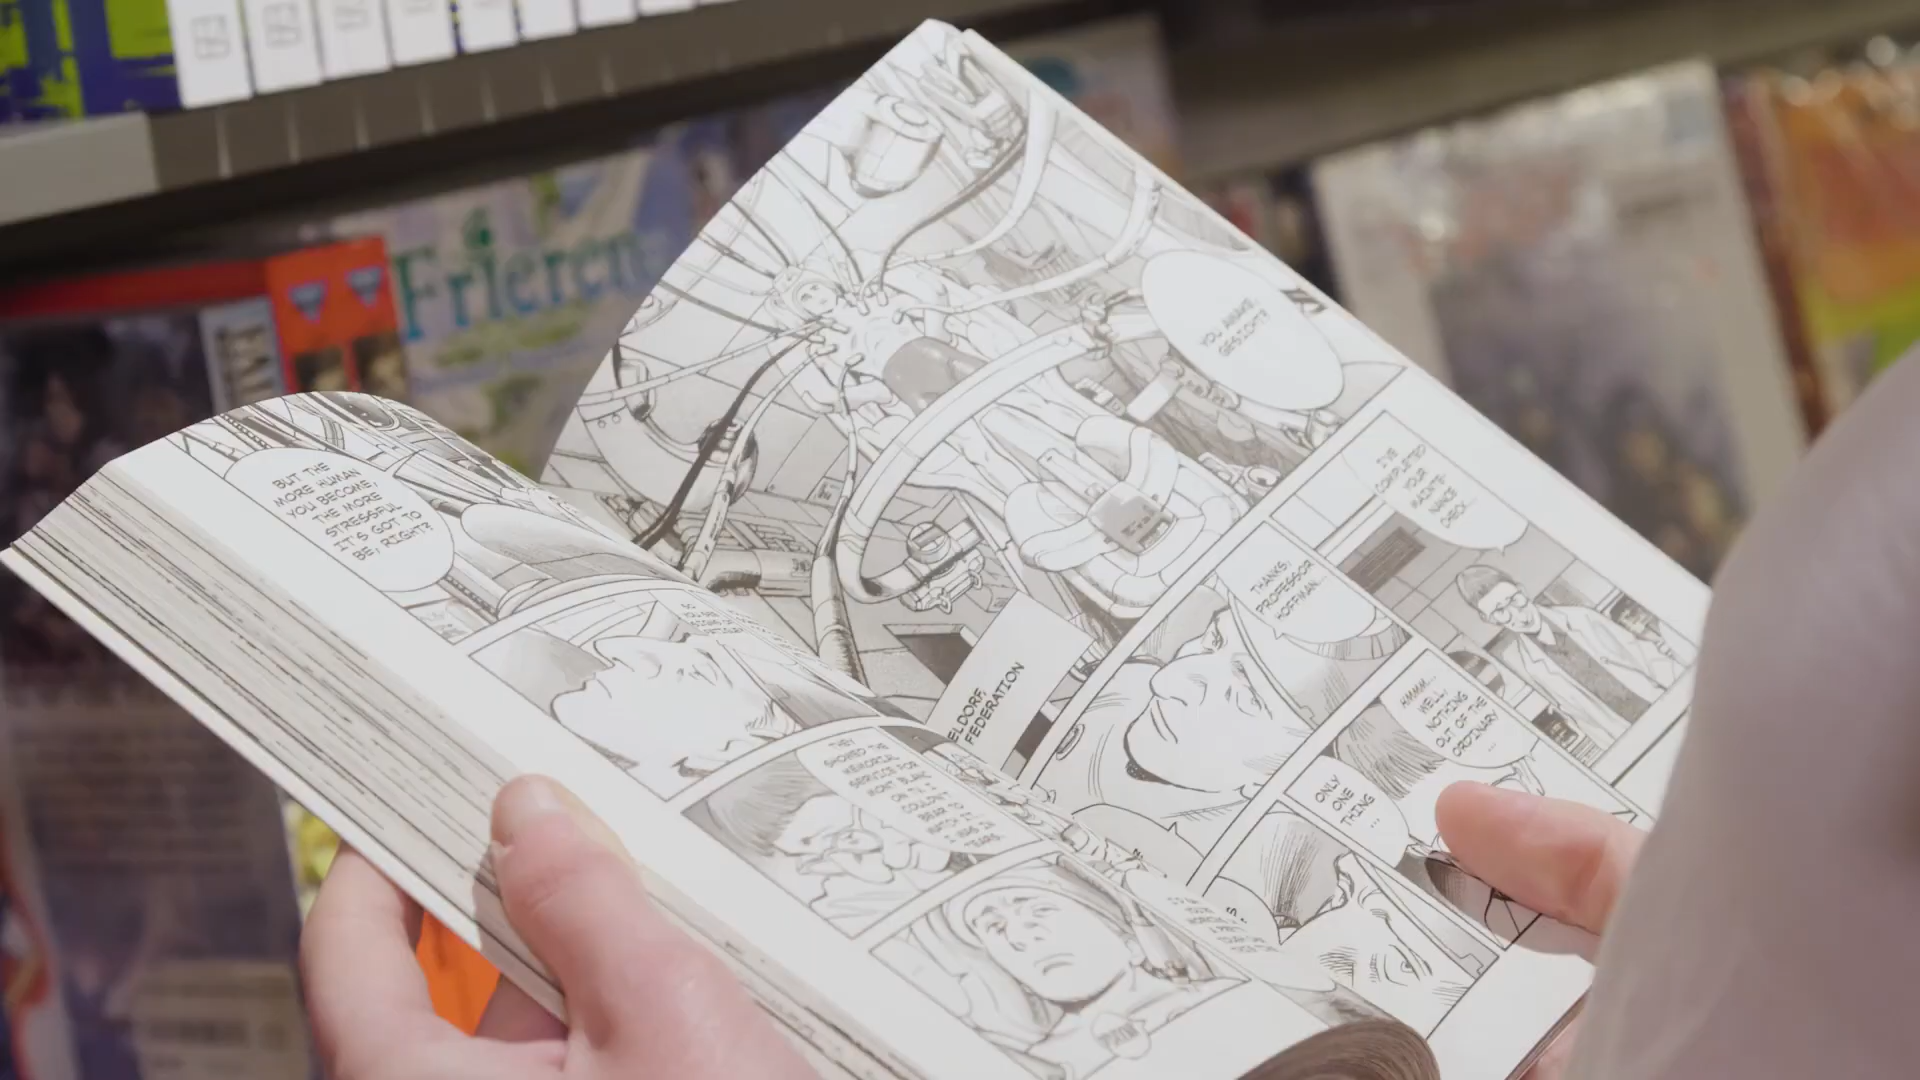 Frieren
YOU AWAKE,
GESICHT?
I'VE
COMPLETED
YOUR
MAINTE-
NANCE
CHECK...
THANKS,
PROFESSOR
HOFFMAN...
HMMM...
WELL,
NOTHING
OUT OF THE
ORDINARY
...
ONLY
ONE
THING
...
ELDORF,
FEDERATION
BUT THE
MORE HUMAN
YOU BECOME,
THE MORE
STRESSFUL
IT'S GOT TO
BE, RIGHT?
THEY
SHOWED THE
MEMORIAL
SERVICE FOR
MONT BLANC
ON TV. I
COULDN'T
BEAR TO
WATCH IT.
I WAS IN
TEARS.